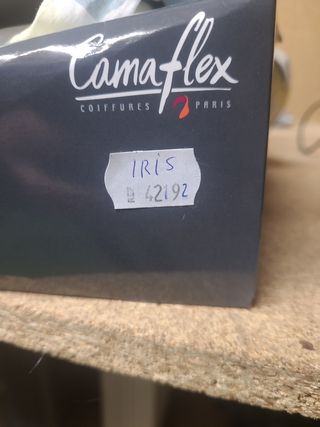 Camaflex
COIFFURES PARIS
IRIS
42192